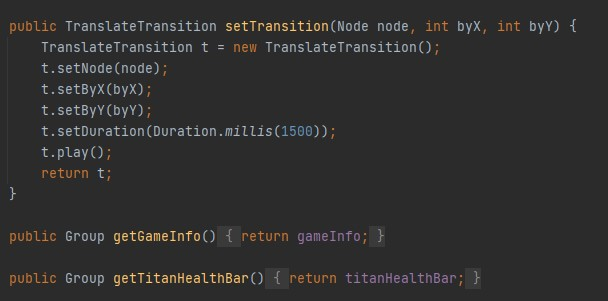 public TranslateTransition setTransition(Node node, int byX, int byY) {
    TranslateTransition t = new TranslateTransition();
    t.setNode(node);
    t.setByX(byX);
    t.setByY(byY);
    t.setDuration(Duration.millis(1500));
    t.play();
    return t;
}
public Group getGameInfo() { return gameInfo; }
public Group getTitanHealthBar() { return titanHealthBar; }